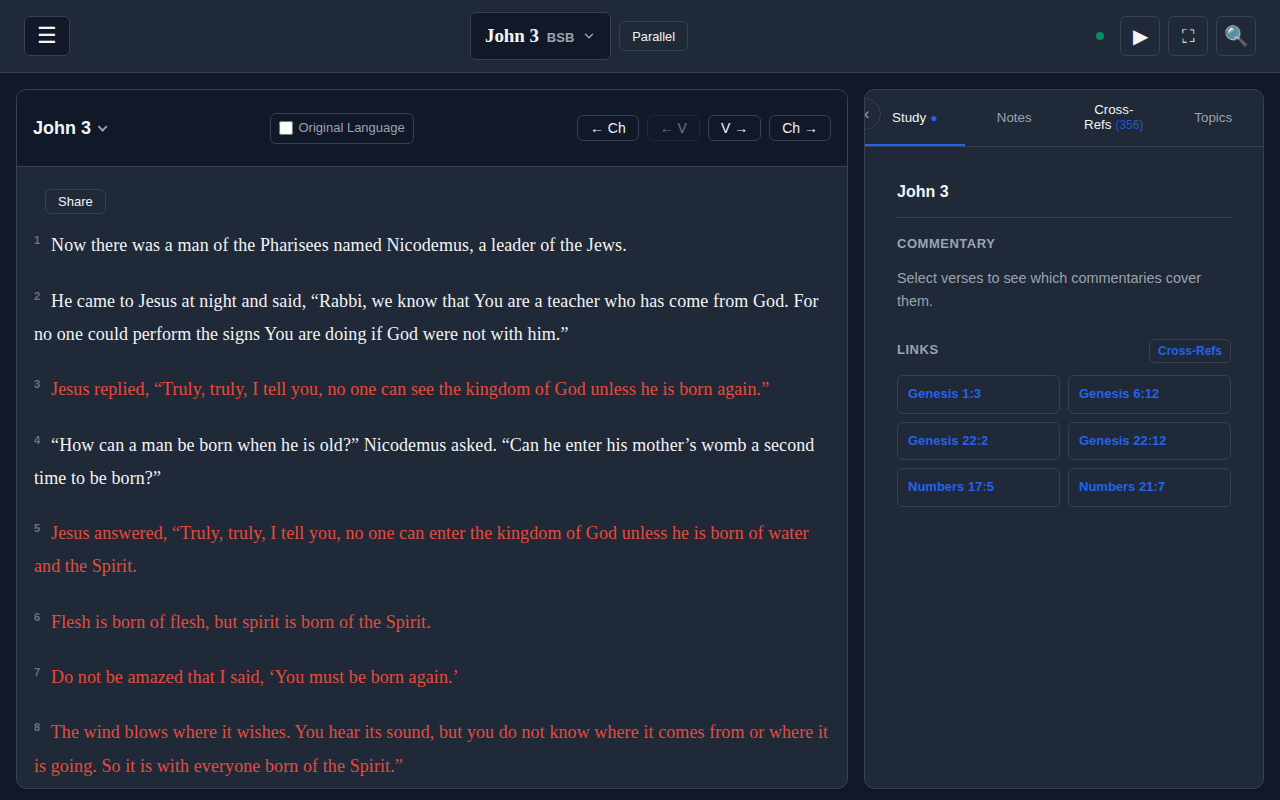 ☰
John 3 BSB
Parallel
▶
⛶
🔍
John 3
Original Language
← Ch
← V
V →
Ch →
Share
1 Now there was a man of the Pharisees named Nicodemus, a leader of the Jews.
2 He came to Jesus at night and said, “Rabbi, we know that You are a teacher who has come from God. For
no one could perform the signs You are doing if God were not with him.”
3 Jesus replied, “Truly, truly, I tell you, no one can see the kingdom of God unless he is born again.”
4 “How can a man be born when he is old?” Nicodemus asked. “Can he enter his mother’s womb a second
time to be born?”
5 Jesus answered, “Truly, truly, I tell you, no one can enter the kingdom of God unless he is born of water
and the Spirit.
6 Flesh is born of flesh, but spirit is born of the Spirit.
7 Do not be amazed that I said, ‘You must be born again.’
8 The wind blows where it wishes. You hear its sound, but you do not know where it comes from or where it
is going. So it is with everyone born of the Spirit.”
‹
Study ●
Notes
Cross-
Refs (356)
Topics
John 3
COMMENTARY
Select verses to see which commentaries cover
them.
LINKS
Cross-Refs
Genesis 1:3
Genesis 6:12
Genesis 22:2
Genesis 22:12
Numbers 17:5
Numbers 21:7